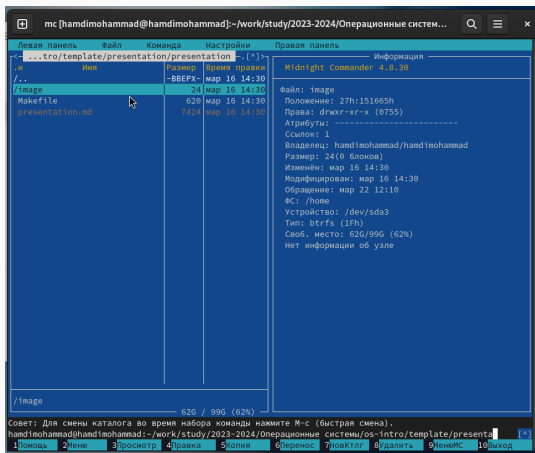 mc [hamdimohammad@hamdimohammad]:~/work/study/2023-2024/Операционные систем...
Левая панель Файл Команда Настройки Правая панель
<— ...tro/template/presentation/presentation —.[^]>
.и Имя Размер Время правки
/.. -ВВЕРХ- мар 16 14:30
/image 24 мар 16 14:30
Makefile 620 мар 16 14:30
presentation.md 7424 мар 16 14:30
/image
62G / 99G (62%)
Информация
Midnight Commander 4.8.30
Файл: image
Положение: 27h:151665h
Права: drwxr-xr-x (0755)
Атрибуты: ------------------------
Ссылок: 1
Владелец: hamdimohammad/hamdimohammad
Размер: 24(0 блоков)
Изменён: мар 16 14:30
Модифицирован: мар 16 14:30
Обращение: мар 22 12:10
ФС: /home
Устройство: /dev/sda3
Тип: btrfs (1Fh)
Своб. место: 62G/99G (62%)
Нет информации об узле
Совет: Для смены каталога во время набора команды нажмите M-c (быстрая смена).
hamdimohammad@hamdimohammad:~/work/study/2023-2024/Операционные системы/os-intro/template/presenta [^]
1Помощь 2Меню 3Просмотр 4Правка 5Копия 6Перенос 7НовКтлг 8Удалить 9МенюMC 10Выход